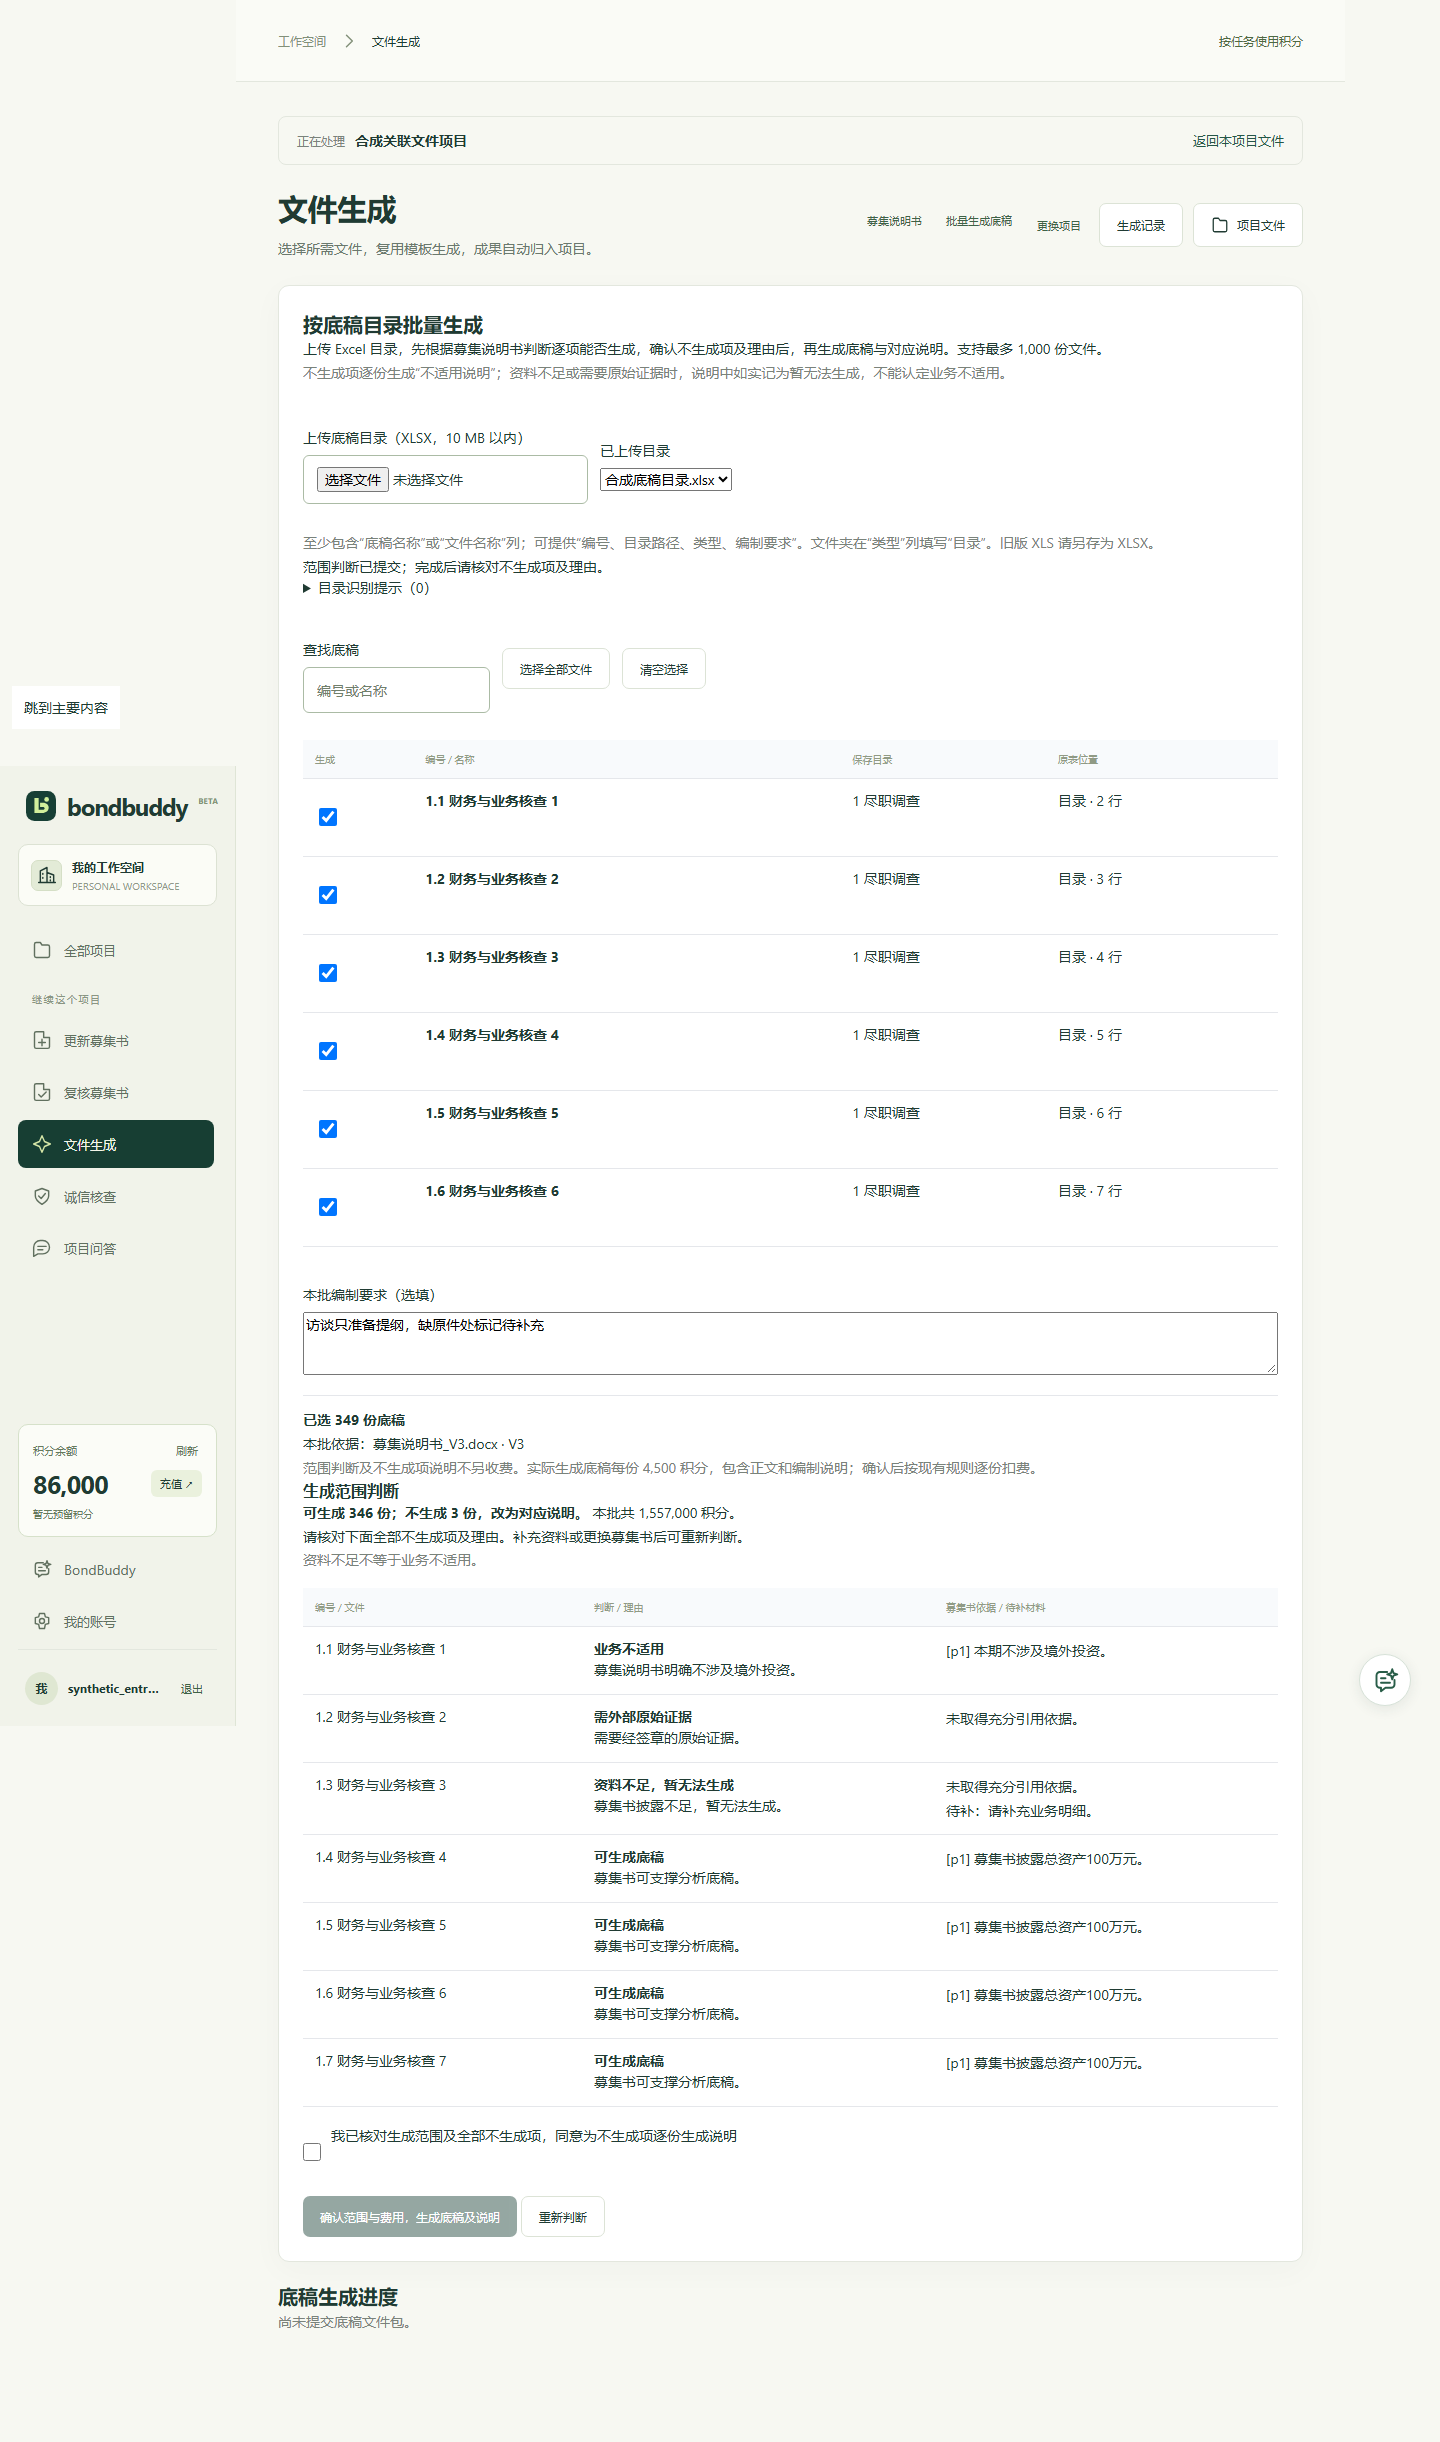 工作空间 > 文件生成
按任务使用积分
正在处理 合成关联文件项目
返回本项目文件
文件生成
选择所需文件，复用模板生成，成果自动归入项目。
募集说明书
批量生成底稿
更换项目
生成记录
项目文件
按底稿目录批量生成
上传 Excel 目录，先根据募集说明书判断逐项能否生成，确认不生成项及理由后，再生成底稿与对应说明。支持最多 1,000 份文件。
不生成项逐份生成“不适用说明”；资料不足或需要原始证据时，说明中如实记为暂无法生成，不能认定业务不适用。
上传底稿目录（XLSX，10 MB 以内）
选择文件 未选择文件
已上传目录
合成底稿目录.xlsx
至少包含“底稿名称”或“文件名称”列；可提供“编号、目录路径、类型、编制要求”。文件夹在“类型”列填写“目录”。旧版 XLS 请另存为 XLSX。
范围判断已提交；完成后请核对不生成项及理由。
目录识别提示（0）
查找底稿
编号或名称
选择全部文件
清空选择
生成 编号 / 名称 保存目录 原表位置
1.1 财务与业务核查 1 1 尽职调查 目录 · 2 行
1.2 财务与业务核查 2 1 尽职调查 目录 · 3 行
1.3 财务与业务核查 3 1 尽职调查 目录 · 4 行
1.4 财务与业务核查 4 1 尽职调查 目录 · 5 行
1.5 财务与业务核查 5 1 尽职调查 目录 · 6 行
1.6 财务与业务核查 6 1 尽职调查 目录 · 7 行
本批编制要求（选填）
访谈只准备提纲，缺原件处标记待补充
已选 349 份底稿
本批依据：募集说明书_V3.docx · V3
范围判断及不生成项说明不另收费。实际生成底稿每份 4,500 积分，包含正文和编制说明；确认后按现有规则逐份扣费。
生成范围判断
可生成 346 份；不生成 3 份，改为对应说明。 本批共 1,557,000 积分。
请核对下面全部不生成项及理由。补充资料或更换募集书后可重新判断。
资料不足不等于业务不适用。
编号 / 文件 判断 / 理由 募集书依据 / 待补材料
1.1 财务与业务核查 1
业务不适用
募集说明书明确不涉及境外投资。
[p1] 本期不涉及境外投资。
1.2 财务与业务核查 2
需外部原始证据
需要经签章的原始证据。
未取得充分引用依据。
1.3 财务与业务核查 3
资料不足，暂无法生成
募集书披露不足，暂无法生成。
未取得充分引用依据。
待补：请补充业务明细。
1.4 财务与业务核查 4
可生成底稿
募集书可支撑分析底稿。
[p1] 募集书披露总资产100万元。
1.5 财务与业务核查 5
可生成底稿
募集书可支撑分析底稿。
[p1] 募集书披露总资产100万元。
1.6 财务与业务核查 6
可生成底稿
募集书可支撑分析底稿。
[p1] 募集书披露总资产100万元。
1.7 财务与业务核查 7
可生成底稿
募集书可支撑分析底稿。
[p1] 募集书披露总资产100万元。
我已核对生成范围及全部不生成项，同意为不生成项逐份生成说明
确认范围与费用，生成底稿及说明
重新判断
底稿生成进度
尚未提交底稿文件包。
跳到主要内容
bondbuddy BETA
我的工作空间
PERSONAL WORKSPACE
全部项目
继续这个项目
更新募集书
复核募集书
文件生成
诚信核查
项目问答
积分余额 刷新
86,000 充值 ↗
暂无预留积分
BondBuddy
我的账号
我 synthetic_entr... 退出